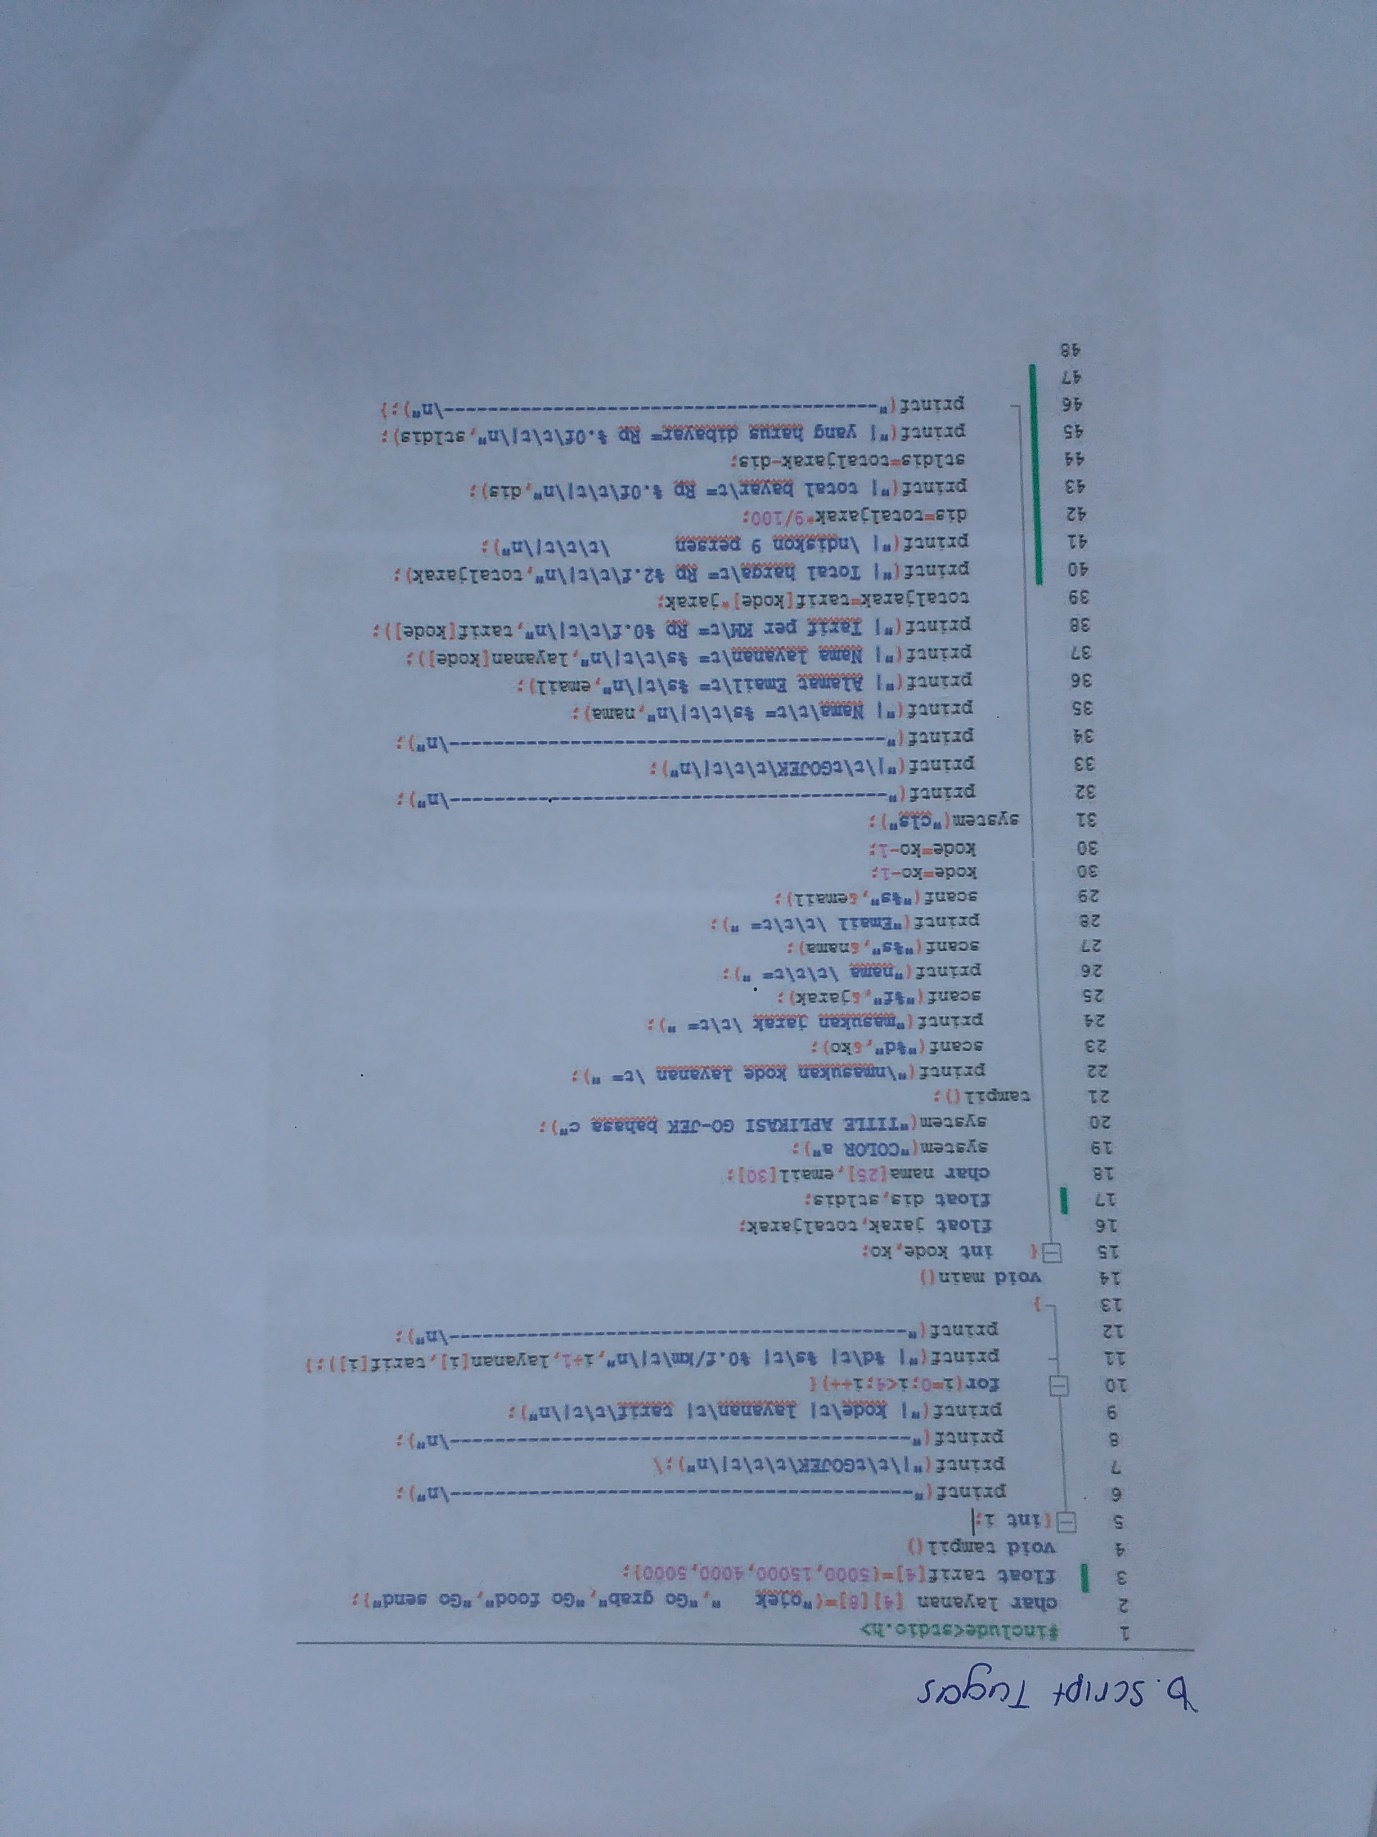 b. Script Tugas
1 #include<stdio.h>
2 char layanan [4][8]={"ojek   ","Go grab","Go food","Go send"};
3 float tarif[4]={5000,15000,4000,5000};
4 void tampil()
5 {int i;
6 printf("------------------------------------------\n");
7 printf("|\t\tGOJEK\t\t\t|\n");\
8 printf("------------------------------------------\n");
9 printf("| kode\t| layanan\t| tarif\t\t|\n");
10 for(i=0;i<4;i++){
11 printf("| %d\t| %s\t| %0.f/km\t|\n",i+1,layanan[i],tarif[i]);}
12 printf("------------------------------------------\n");
13 }
14 void main()
15 { int kode,ko;
16 float jarak,totaljarak;
17 float dis,stldis;
18 char nama[25],email[30];
19 system("COLOR a");
20 system("TITLE APLIKASI GO-JEK bahasa c");
21 tampil();
22 printf("\nmasukan kode layanan \t= ");
23 scanf("%d",&ko);
24 printf("masukan jarak \t\t= ");
25 scanf("%f",&jarak);
26 printf("nama \t\t\t= ");
27 scanf("%s",&nama);
28 printf("Email \t\t\t= ");
29 scanf("%s",&email);
30 kode=ko-1;
30 kode=ko-1;
31 system("cls");
32 printf("----------------------------------------\n");
33 printf("|\t\tGOJEK\t\t\t|\n");
34 printf("----------------------------------------\n");
35 printf("| Nama\t\t= %s\t\t|\n",nama);
36 printf("| Alamat Email\t= %s\t|\n",email);
37 printf("| Nama layanan\t= %s\t\t|\n",layanan[kode]);
38 printf("| Tarif per KM\t= Rp %0.f\t\t|\n",tarif[kode]);
39 totaljarak=tarif[kode]*jarak;
40 printf("| Total harga\t= Rp %2.f\t\t|\n",totaljarak);
41 printf("| \ndiskon 9 persen      \t\t\t|\n");
42 dis=totaljarak*9/100;
43 printf("| total bayar\t= Rp %.0f\t\t|\n",dis);
44 stldis=totaljarak-dis;
45 printf("| yang harus dibayar= Rp %.0f\t\t|\n",stldis);
46 printf("----------------------------------------\n");}
47
48